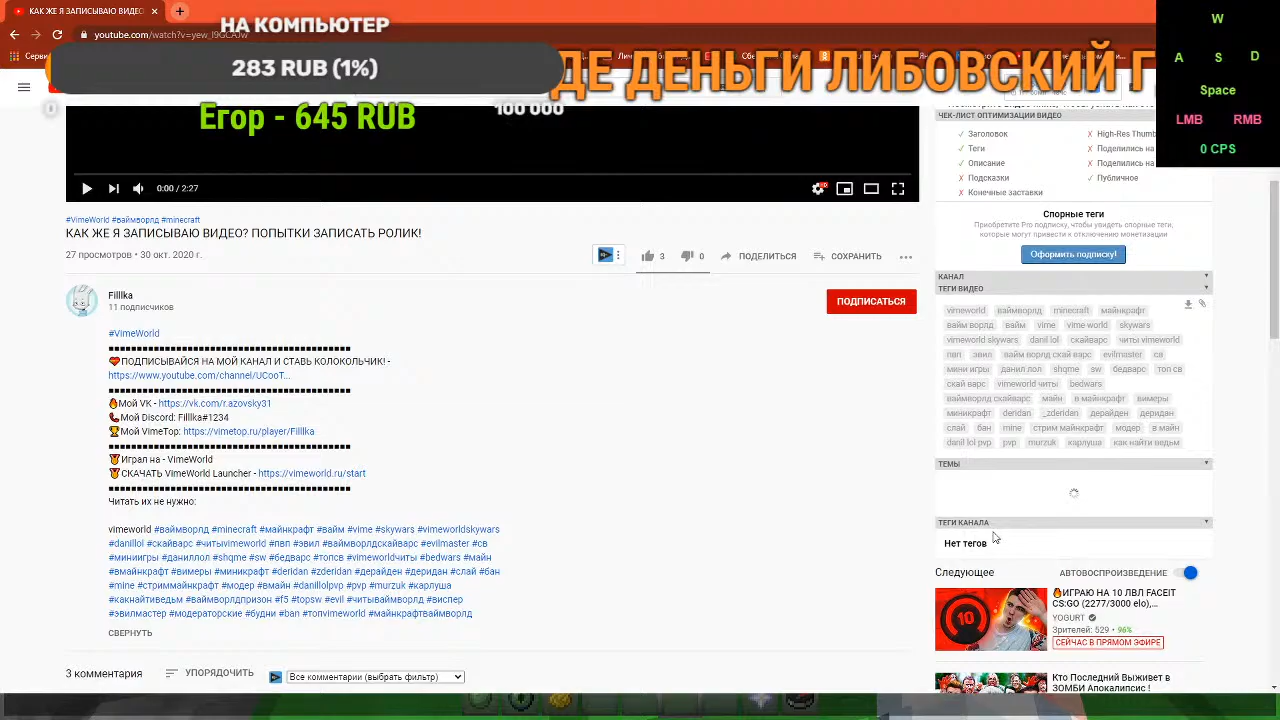 КАК ЖЕ Я ЗАПИСЫВАЮ ВИДЕО
НА КОМПЬЮТЕР
youtube.com/watch?v=yew_l9GCAJw
283 RUB (1%)
ДЕ ДЕНЬГИ ЛИБОВСКИЙ Г
0
Егор - 645 RUB
100 000
W
A S D
Space
LMB RMB
0 CPS
ЧЕК-ЛИСТ ОПТИМИЗАЦИИ ВИДЕО
✓ Заголовок ✗ High-Res Thumb
✓ Теги ✗ Поделились на
✓ Описание ✗ Поделились на
✗ Подсказки ✓ Публичное
✗ Конечные заставки
0:00 / 2:27
Спорные теги
Приобретите Pro подписку, чтобы увидеть спорные теги,
которые могут привести к отключению монетизации
Оформить подписку!
#VimeWorld #ваймворлд #minecraft
КАК ЖЕ Я ЗАПИСЫВАЮ ВИДЕО? ПОПЫТКИ ЗАПИСАТЬ РОЛИК!
27 просмотров • 30 окт. 2020 г.
3 0 ПОДЕЛИТЬСЯ СОХРАНИТЬ
Filllka
11 подписчиков
ПОДПИСАТЬСЯ
#VimeWorld
ПОДПИСЫВАЙСЯ НА МОЙ КАНАЛ И СТАВЬ КОЛОКОЛЬЧИК! -
https://www.youtube.com/channel/UCooT...
Мой VK - https://vk.com/r.azovsky31
Мой Discord: Filllka#1234
Мой VimeTop: https://vimetop.ru/player/Filllka
Играл на - VimeWorld
СКАЧАТЬ VimeWorld Launcher - https://vimeworld.ru/start
Читать их не нужно:
vimeworld #ваймворлд #minecraft #майнкрафт #вайм #vime #skywars #vimeworldskywars
#danillol #скайварс #читыvimeworld #пвп #эвил #ваймворлдскайварс #evilmaster #св
#миниигры #даниллол #shqme #sw #бедварс #топсв #vimeworldчиты #bedwars #майн
#вмайнкрафт #вимеры #миникрафт #deridan #zderidan #дерайден #деридан #слай #бан
#mine #стриммайнкрафт #модер #вмайн #danillolpvp #pvp #murzuk #карлуша
#какнайтиведьм #ваймворлдпризон #f5 #topsw #evil #читываймворлд #виспер
#эвилмастер #модераторские #будни #ban #топvimeworld #майнкрафтваймворлд
СВЕРНУТЬ
3 комментария УПОРЯДОЧИТЬ Все комментарии (выбрать фильтр)
КАНАЛ
ТЕГИ ВИДЕО
vimeworld ваймворлд minecraft майнкрафт
вайм ворлд вайм vime vime world skywars
vimeworld skywars danil lol скайварс читы vimeworld
пвп эвил вайм ворлд скай варс evilmaster св
мини игры данил лол shqme sw бедварс топ св
скай варс vimeworld читы bedwars
ваймворлд скайварс майн в майнкрафт вимеры
миникрафт deridan _zderidan дерайден деридан
слай бан mine стрим майнкрафт модер в майн
danil lol pvp pvp murzuk карлуша как найти ведьм
ТЕМЫ
ТЕГИ КАНАЛА
Нет тегов
Следующее АВТОВОСПРОИЗВЕДЕНИЕ
10
ИГРАЮ НА 10 ЛВЛ FACEIT
CS:GO (2277/3000 elo),...
YOGURT
Зрителей: 529 • 96%
СЕЙЧАС В ПРЯМОМ ЭФИРЕ
Кто Последний Выживет в
ЗОМБИ Апокалипсис !